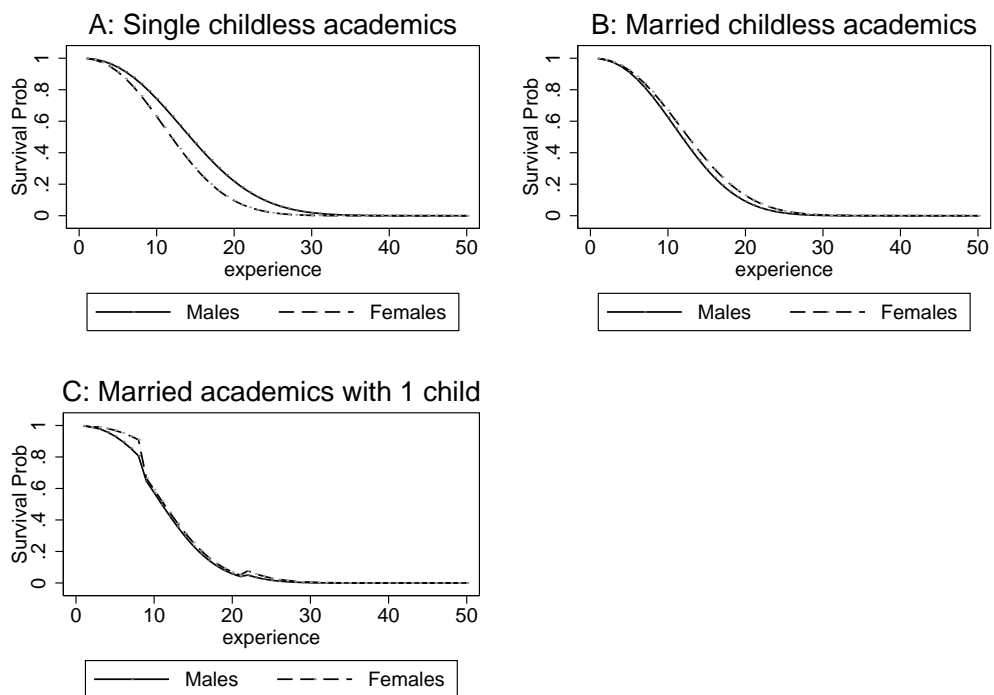 A: Single childless academics
Survival Prob
0 .2 .4 .6 .8 1
0 10 20 30 40 50
experience
Males Females
B: Married childless academics
Survival Prob
0 .2 .4 .6 .8 1
0 10 20 30 40 50
experience
Males Females
C: Married academics with 1 child
Survival Prob
0 .2 .4 .6 .8 1
0 10 20 30 40 50
experience
Males Females